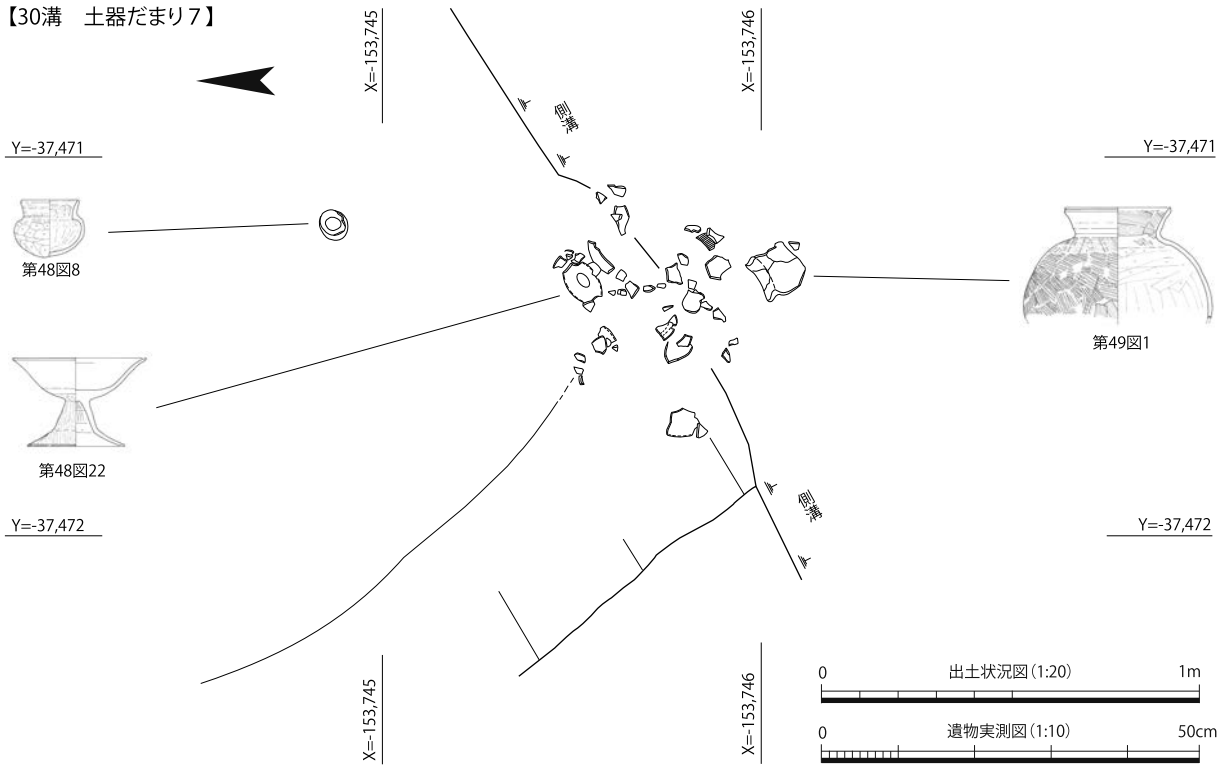 【30溝　土器だまり７】
X=-153,745
X=-153,746
側溝
Y=-37,471
Y=-37,471
第48図8
第49図1
第48図22
側溝
Y=-37,472
Y=-37,472
X=-153,745
X=-153,746
0 出土状況図（1:20） 1m
0 遺物実測図（1:10） 50cm